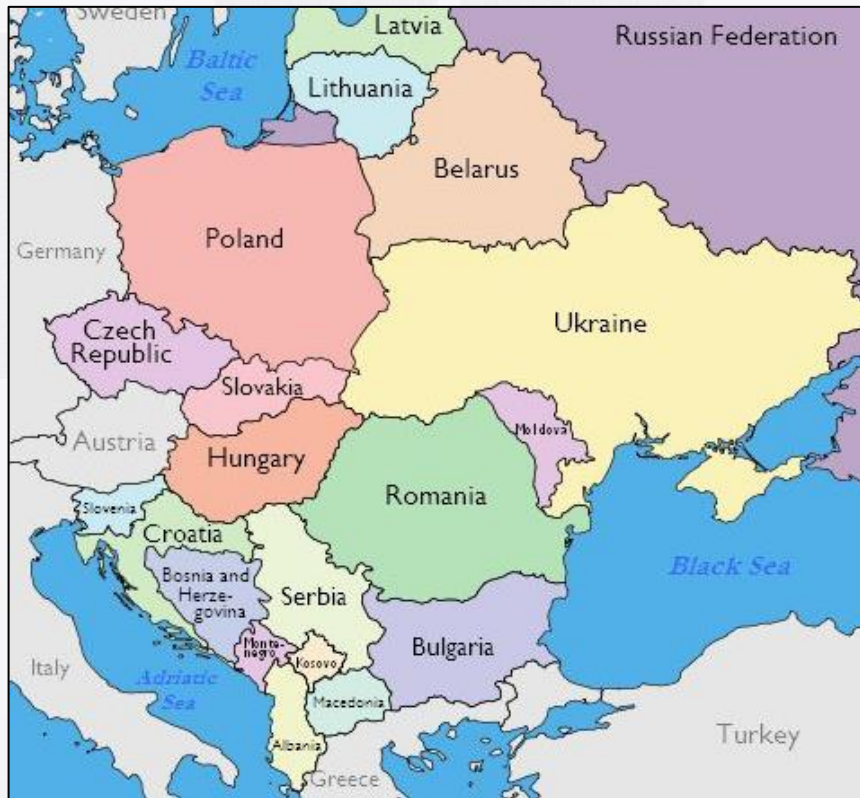 Sweden
Latvia
Russian Federation
Baltic
Sea
Lithuania
Belarus
Poland
Germany
Ukraine
Czech
Republic
Slovakia
Austria
Moldova
Hungary
Romania
Slovenia
Croatia
Black Sea
Bosnia and
Herze-
govina
Serbia
Bulgaria
Monte-
negro
Kosovo
Italy
Adriatic
Sea
Macedonia
Turkey
Albania
Greece